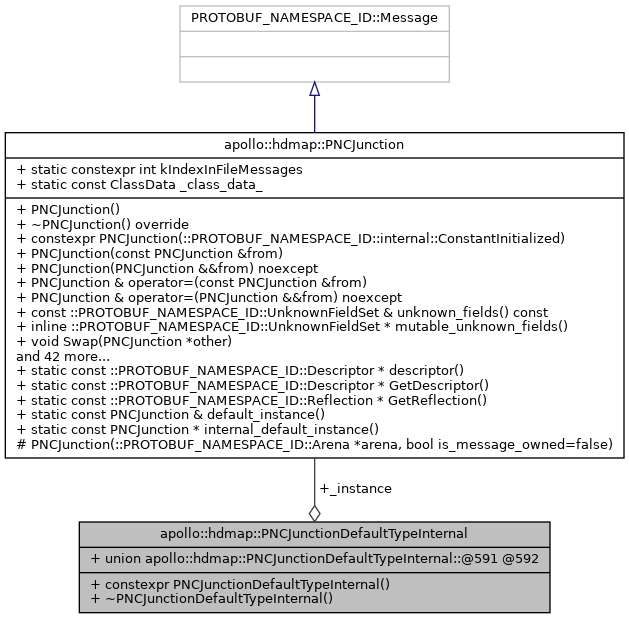 PROTOBUF_NAMESPACE_ID::Message
apollo::hdmap::PNCJunction
+ static constexpr int kIndexInFileMessages
+ static const ClassData _class_data_
+ PNCJunction()
+ ~PNCJunction() override
+ constexpr PNCJunction(::PROTOBUF_NAMESPACE_ID::internal::ConstantInitialized)
+ PNCJunction(const PNCJunction &from)
+ PNCJunction(PNCJunction &&from) noexcept
+ PNCJunction & operator=(const PNCJunction &from)
+ PNCJunction & operator=(PNCJunction &&from) noexcept
+ const ::PROTOBUF_NAMESPACE_ID::UnknownFieldSet & unknown_fields() const
+ inline ::PROTOBUF_NAMESPACE_ID::UnknownFieldSet * mutable_unknown_fields()
+ void Swap(PNCJunction *other)
and 42 more...
+ static const ::PROTOBUF_NAMESPACE_ID::Descriptor * descriptor()
+ static const ::PROTOBUF_NAMESPACE_ID::Descriptor * GetDescriptor()
+ static const ::PROTOBUF_NAMESPACE_ID::Reflection * GetReflection()
+ static const PNCJunction & default_instance()
+ static const PNCJunction * internal_default_instance()
# PNCJunction(::PROTOBUF_NAMESPACE_ID::Arena *arena, bool is_message_owned=false)
+_instance
apollo::hdmap::PNCJunctionDefaultTypeInternal
+ union apollo::hdmap::PNCJunctionDefaultTypeInternal::@591 @592
+ constexpr PNCJunctionDefaultTypeInternal()
+ ~PNCJunctionDefaultTypeInternal()